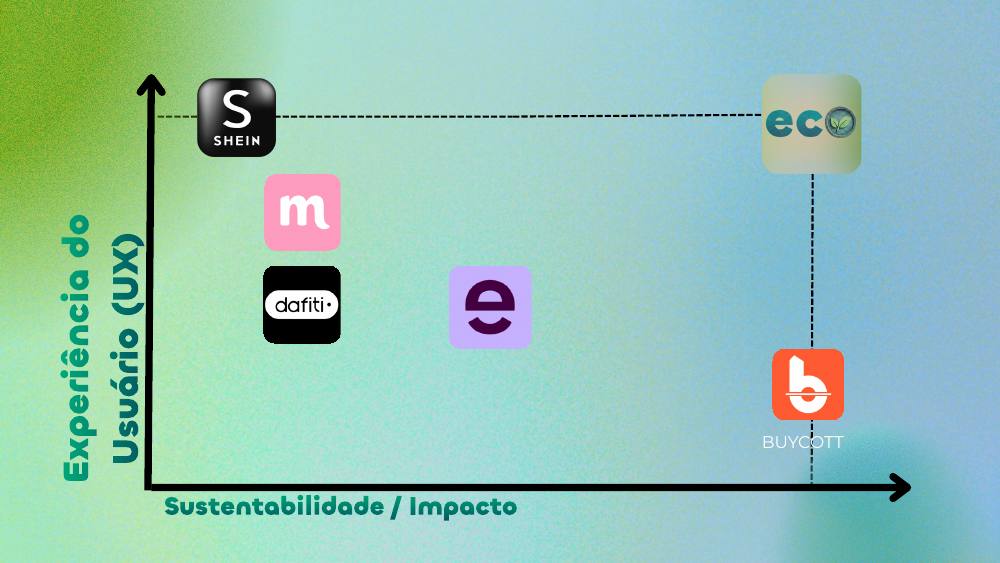 S
SHEIN
eco
m
dafiti
e
b
BUYCOTT
Experiência do
Usuário (UX)
Sustentabilidade / Impacto